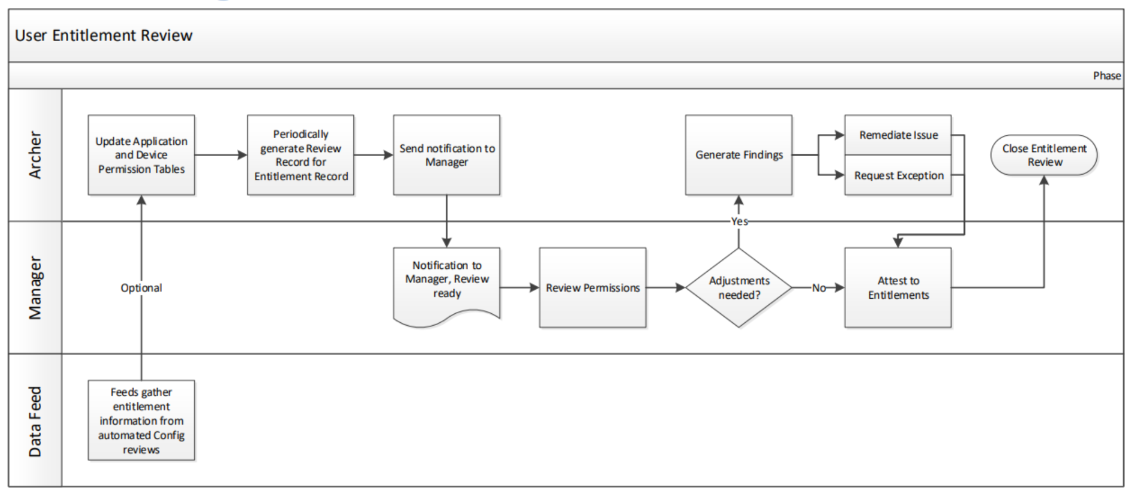 User Entitlement Review
Phase
Archer
Update Application
and Device
Permission Tables
Periodically
generate Review
Record for
Entitlement Record
Send notification to
Manager
Generate Findings
Remediate Issue
Request Exception
Close Entitlement
Review
Yes
Manager
Optional
Notification to
Manager, Review
ready
Review Permissions
Adjustments
needed?
No
Attest to
Entitlements
Data Feed
Feeds gather
entitlement
information from
automated Config
reviews